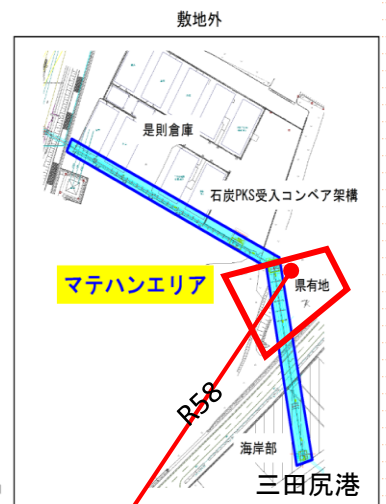 敷地外
是則倉庫
石炭PKS受入コンベア架構
マテハンエリア
県有地
R58
海岸部
三田尻港